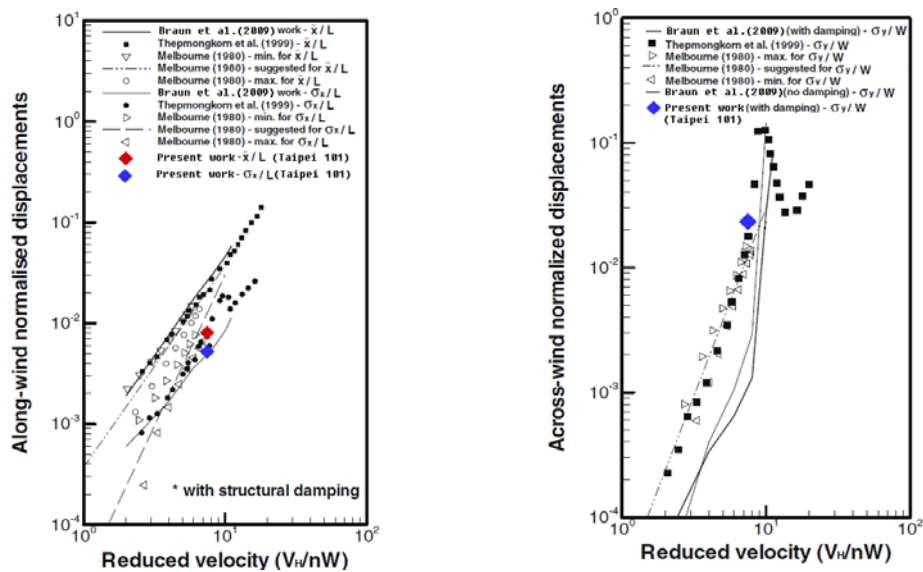 Along-wind normalised displacements
10¹
10⁰
10⁻¹
10⁻²
10⁻³
10⁻⁴
Braun et al.(2009) work - x̄/L
Thepmongkorn et al. (1999) - x̄/L
Melbourne (1980) - min. for x̄/L
Melbourne (1980) - suggested for x̄/L
Melbourne (1980) - max. for x̄/L
Braun et al.(2009) work - σx/L
Thepmongkorn et al. (1999) - σx/L
Melbourne (1980) - min. for σx/L
Melbourne (1980) - suggested for σx/L
Melbourne (1980) - max. for σx/L
Present work-x̄/L (Taipei 101)
Present work-σx/L(Taipei 101)
* with structural damping
10⁰
10¹
10²
Reduced velocity (VH/nW)
Across-wind normalized displacements
10⁰
10⁻¹
10⁻²
10⁻³
10⁻⁴
Braun et al.(2009)(with damping) - σy/W
Thepmongkorn et al. (1999) - σy/W
Melbourne (1980) - max. for σy/W
Melbourne (1980) - suggested for σy/W
Melbourne (1980) - min. for σy/W
Braun et al.(2009)(no damping) - σy/W
Present work(with damping) - σy/W
(Taipei 101)
10⁰
10¹
10²
Reduced velocity (VH/nW)